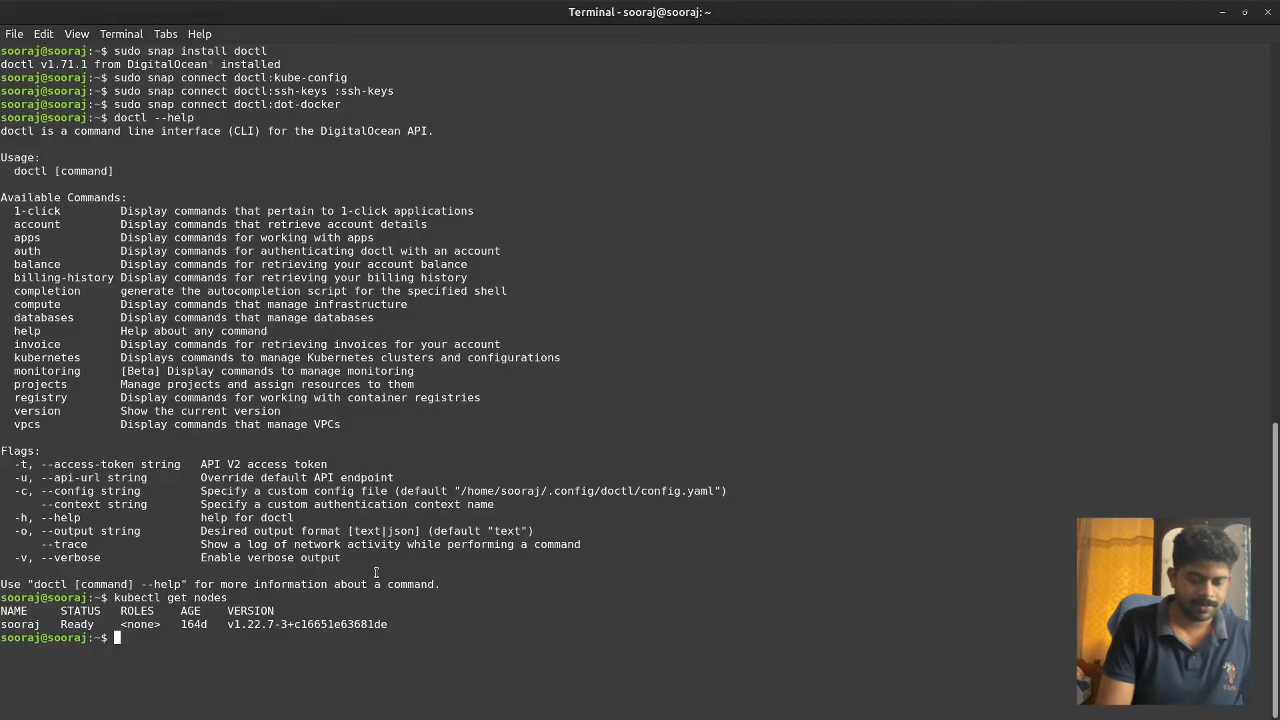 Terminal - sooraj@sooraj: ~
File Edit View Terminal Tabs Help
sooraj@sooraj:~$ sudo snap install doctl
doctl v1.71.1 from DigitalOcean* installed
sooraj@sooraj:~$ sudo snap connect doctl:kube-config
sooraj@sooraj:~$ sudo snap connect doctl:ssh-keys :ssh-keys
sooraj@sooraj:~$ sudo snap connect doctl:dot-docker
sooraj@sooraj:~$ doctl --help
doctl is a command line interface (CLI) for the DigitalOcean API.
Usage:
doctl [command]
Available Commands:
1-click Display commands that pertain to 1-click applications
account Display commands that retrieve account details
apps Display commands for working with apps
auth Display commands for authenticating doctl with an account
balance Display commands for retrieving your account balance
billing-history Display commands for retrieving your billing history
completion generate the autocompletion script for the specified shell
compute Display commands that manage infrastructure
databases Display commands that manage databases
help Help about any command
invoice Display commands for retrieving invoices for your account
kubernetes Displays commands to manage Kubernetes clusters and configurations
monitoring [Beta] Display commands to manage monitoring
projects Manage projects and assign resources to them
registry Display commands for working with container registries
version Show the current version
vpcs Display commands that manage VPCs
Flags:
-t, --access-token string API V2 access token
-u, --api-url string Override default API endpoint
-c, --config string Specify a custom config file (default "/home/sooraj/.config/doctl/config.yaml")
--context string Specify a custom authentication context name
-h, --help help for doctl
-o, --output string Desired output format [text|json] (default "text")
--trace Show a log of network activity while performing a command
-v, --verbose Enable verbose output
Use "doctl [command] --help" for more information about a command.
sooraj@sooraj:~$ kubectl get nodes
NAME STATUS ROLES AGE VERSION
sooraj Ready <none> 164d v1.22.7-3+c16651e63681de
sooraj@sooraj:~$